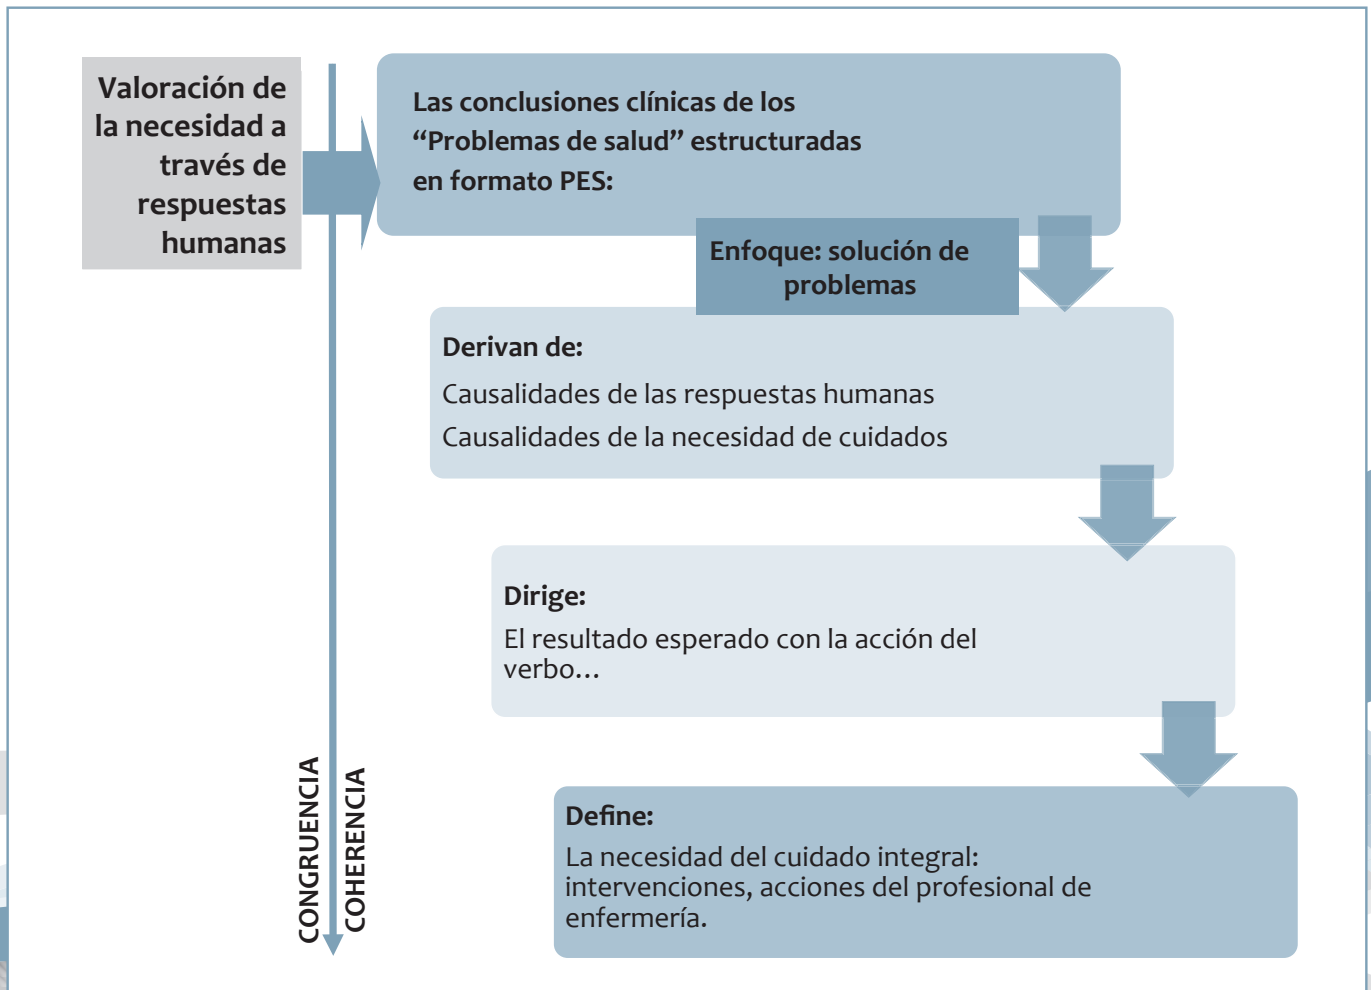 Valoración de
la necesidad a
través de
respuestas
humanas
Las conclusiones clínicas de los
“Problemas de salud” estructuradas
en formato PES:
Enfoque: solución de
problemas
Derivan de:
Causalidades de las respuestas humanas
Causalidades de la necesidad de cuidados
Dirige:
El resultado esperado con la acción del
verbo…
CONGRUENCIA
COHERENCIA
Define:
La necesidad del cuidado integral:
intervenciones, acciones del profesional de
enfermería.